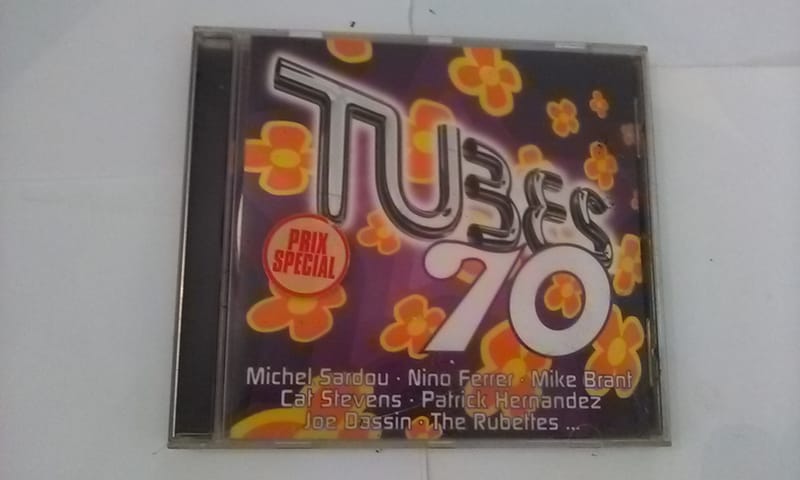 TUBES
70
PRIX
SPECIAL
Michel Sardou · Nino Ferrer · Mike Brant
Cat Stevens · Patrick Hernandez
Joe Dassin · The Rubettes ...